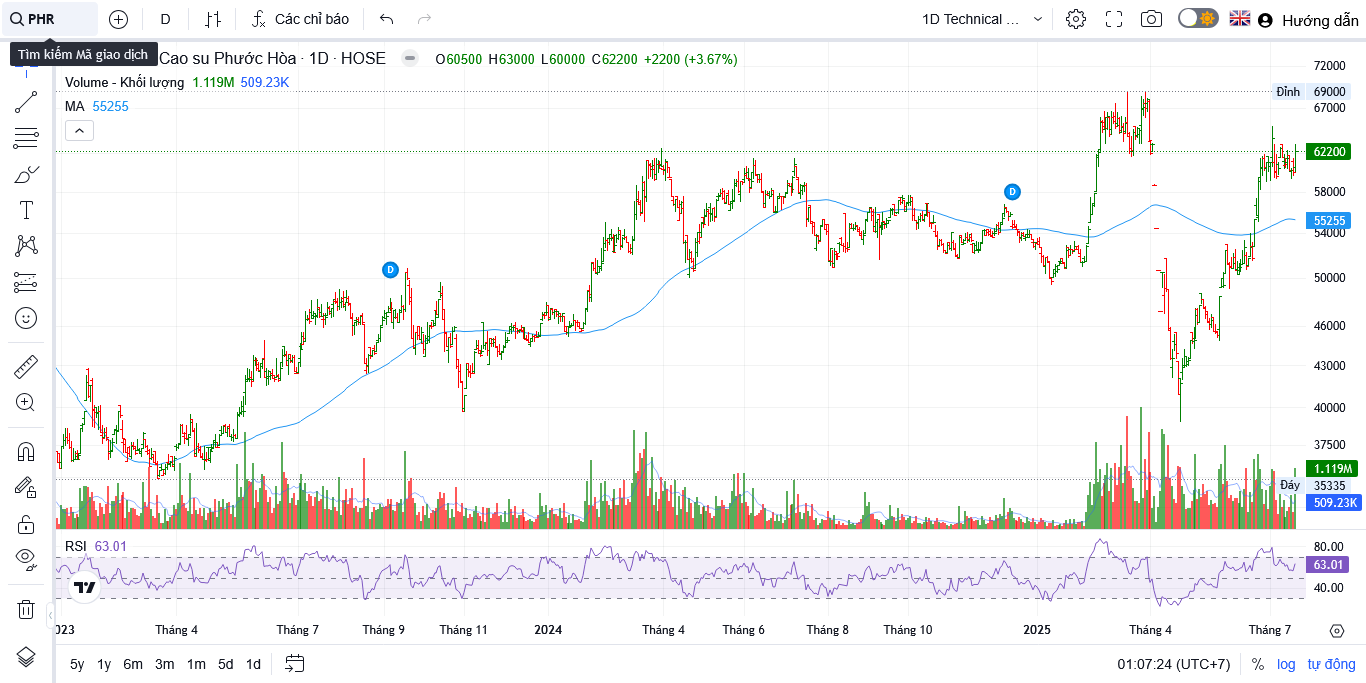 PHR D Các chỉ báo 1D Technical ... Hướng dẫn
Tìm kiếm Mã giao dịch
Cao su Phước Hòa · 1D · HOSE O60500 H63000 L60000 C62200 +2200 (+3.67%)
Volume - Khối lượng 1.119M 509.23K
MA 55255
72000
Đỉnh 69000
67000
62200
58000
55255
54000
50000
46000
43000
40000
37500
1.119M
Đáy 35335
509.23K
D
D
RSI 63.01
80.00
63.01
40.00
2023 Tháng 4 Tháng 7 Tháng 9 Tháng 11 2024 Tháng 4 Tháng 6 Tháng 8 Tháng 10 2025 Tháng 4 Tháng 7
5y 1y 6m 3m 1m 5d 1d 01:07:24 (UTC+7) % log tự động